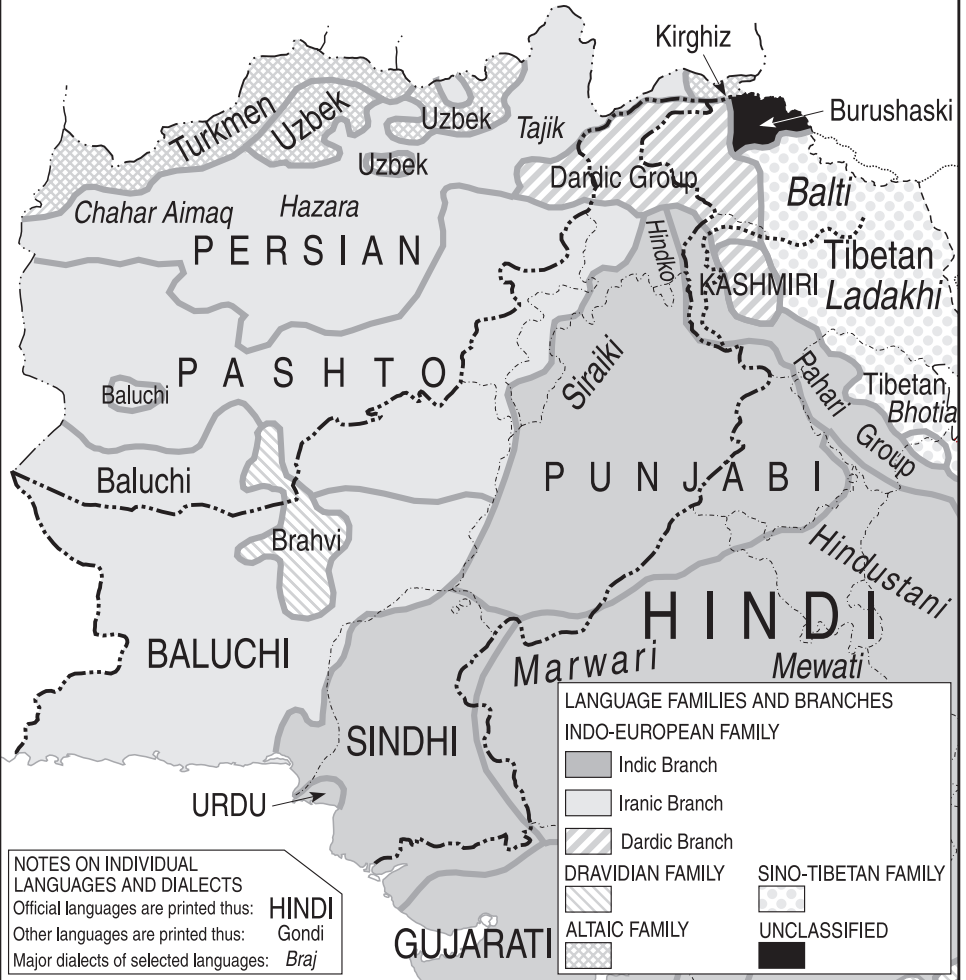 Kirghiz
Burushaski
Turkmen
Uzbek
Uzbek
Tajik
Uzbek
Dardic Group
Balti
Chahar Aimaq
Hazara
PERSIAN
Hindko
Tibetan
KASHMIRI
Ladakhi
PASHTO
Siraiki
Baluchi
Pahari
Group
Tibetan
Bhotia
Baluchi
PUNJABI
Brahvi
Hindustani
HINDI
BALUCHI
Marwari
Mewati
SINDHI
URDU
GUJARATI
LANGUAGE FAMILIES AND BRANCHES
INDO-EUROPEAN FAMILY
Indic Branch
Iranic Branch
Dardic Branch
DRAVIDIAN FAMILY
SINO-TIBETAN FAMILY
ALTAIC FAMILY
UNCLASSIFIED
NOTES ON INDIVIDUAL
LANGUAGES AND DIALECTS
Official languages are printed thus: HINDI
Other languages are printed thus: Gondi
Major dialects of selected languages: Braj